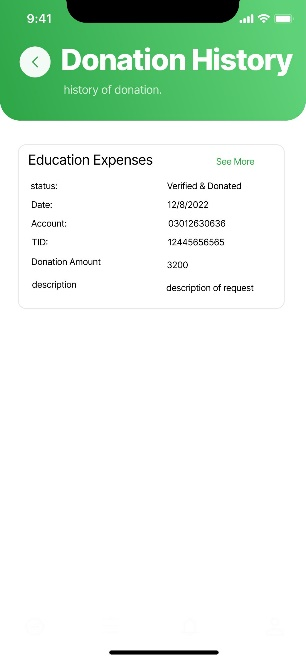 9:41
Donation History
history of donation.
Education Expenses See More
status: Verified & Donated
Date: 12/8/2022
Account: 03012630636
TID: 12445656565
Donation Amount 3200
description description of request